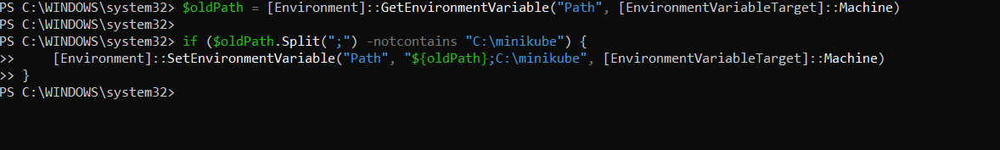 PS C:\WINDOWS\system32> $oldPath = [Environment]::GetEnvironmentVariable("Path", [EnvironmentVariableTarget]::Machine)
PS C:\WINDOWS\system32>
PS C:\WINDOWS\system32> if ($oldPath.Split(";") -notcontains "C:\minikube") {
>>     [Environment]::SetEnvironmentVariable("Path", "${oldPath};C:\minikube", [EnvironmentVariableTarget]::Machine)
>> }
PS C:\WINDOWS\system32>